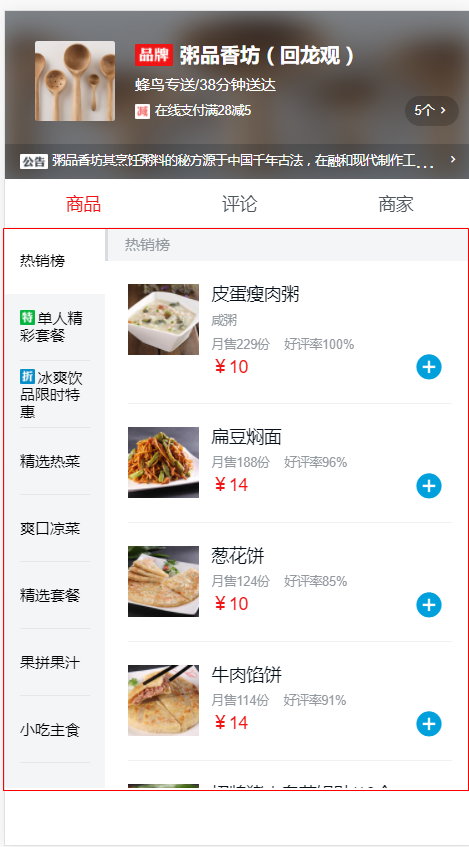 品牌 粥品香坊（回龙观）
蜂鸟专送/38分钟送达
减 在线支付满28减5
5个 >
公告 粥品香坊其烹饪粥料的秘方源于中国千年古法，在融和现代制作工... >
商品 评论 商家
热销榜
特 单人精
彩套餐
折 冰爽饮
品限时特
惠
精选热菜
爽口凉菜
精选套餐
果拼果汁
小吃主食
热销榜
皮蛋瘦肉粥
咸粥
月售229份 好评率100%
￥10
扁豆焖面
月售188份 好评率96%
￥14
葱花饼
月售124份 好评率85%
￥10
牛肉馅饼
月售114份 好评率91%
￥14